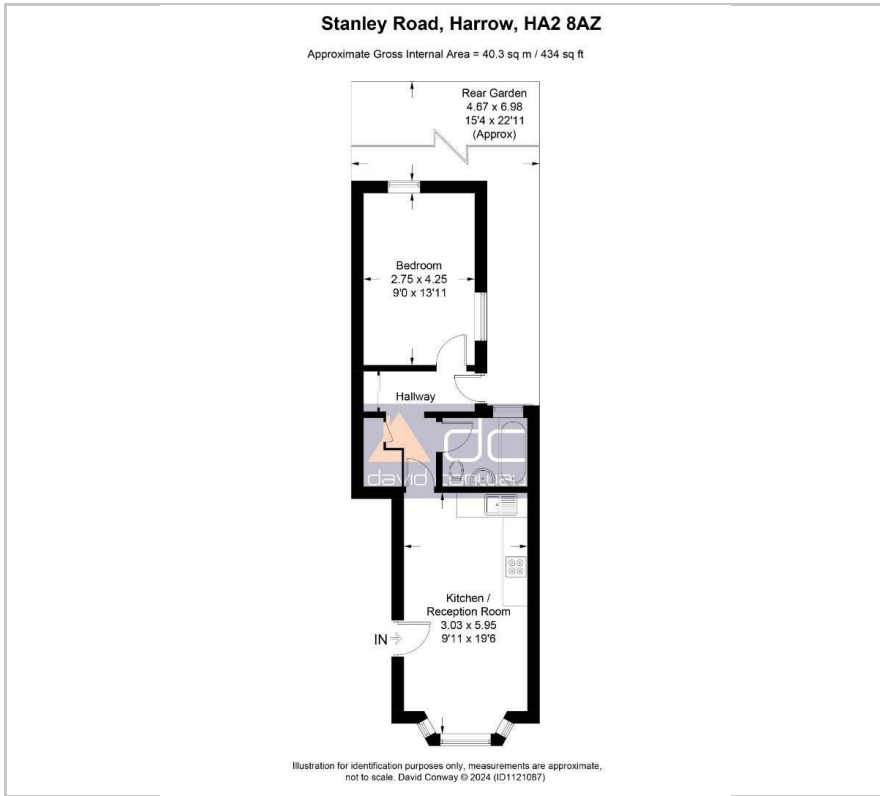 Stanley Road, Harrow, HA2 8AZ
Approximate Gross Internal Area = 40.3 sq m / 434 sq ft
Rear Garden
4.67 x 6.98
15'4 x 22'11
(Approx)
Bedroom
2.75 x 4.25
9'0 x 13'11
Hallway
dc
david conway
Kitchen /
Reception Room
3.03 x 5.95
9'11 x 19'6
IN
Illustration for identification purposes only, measurements are approximate,
not to scale. David Conway © 2024 (ID1121087)